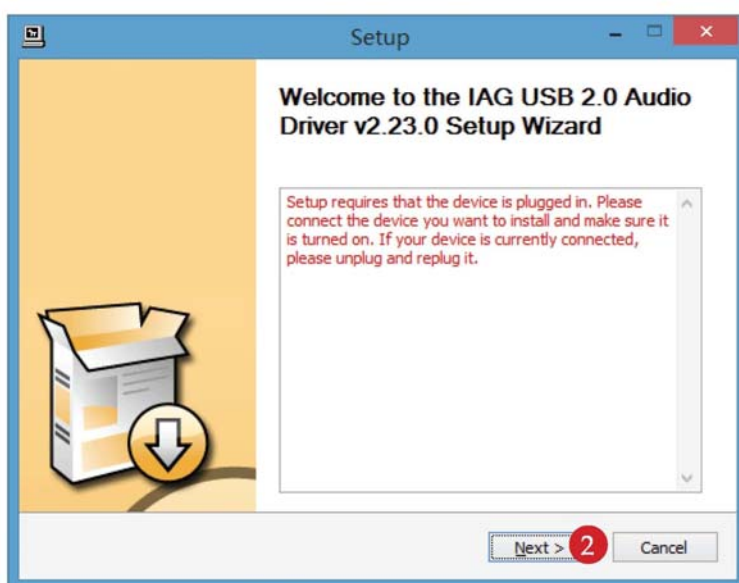 Setup
Welcome to the IAG USB 2.0 Audio
Driver v2.23.0 Setup Wizard
Setup requires that the device is plugged in. Please
connect the device you want to install and make sure it
is turned on. If your device is currently connected,
please unplug and replug it.
Next > 2 Cancel